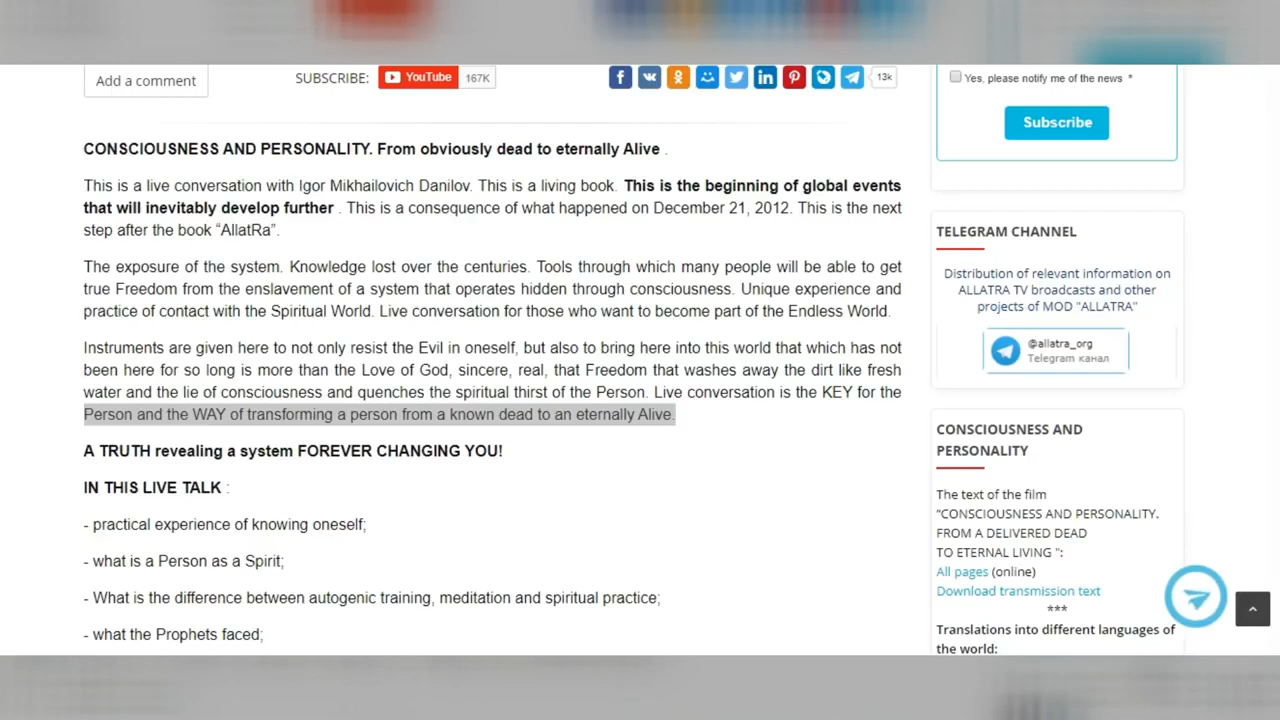 Add a comment
SUBSCRIBE:
YouTube
167K
13k
CONSCIOUSNESS AND PERSONALITY. From obviously dead to eternally Alive .
This is a live conversation with Igor Mikhailovich Danilov. This is a living book. This is the beginning of global events
that will inevitably develop further . This is a consequence of what happened on December 21, 2012. This is the next
step after the book “AllatRa”.
The exposure of the system. Knowledge lost over the centuries. Tools through which many people will be able to get
true Freedom from the enslavement of a system that operates hidden through consciousness. Unique experience and
practice of contact with the Spiritual World. Live conversation for those who want to become part of the Endless World.
Instruments are given here to not only resist the Evil in oneself, but also to bring here into this world that which has not
been here for so long is more than the Love of God, sincere, real, that Freedom that washes away the dirt like fresh
water and the lie of consciousness and quenches the spiritual thirst of the Person. Live conversation is the KEY for the
Person and the WAY of transforming a person from a known dead to an eternally Alive.
A TRUTH revealing a system FOREVER CHANGING YOU!
IN THIS LIVE TALK :
- practical experience of knowing oneself;
- what is a Person as a Spirit;
- What is the difference between autogenic training, meditation and spiritual practice;
- what the Prophets faced;
Yes, please notify me of the news *
Subscribe
TELEGRAM CHANNEL
Distribution of relevant information on
ALLATRA TV broadcasts and other
projects of MOD "ALLATRA"
@allatra_org
Telegram канал
CONSCIOUSNESS AND
PERSONALITY
The text of the film
"CONSCIOUSNESS AND PERSONALITY.
FROM A DELIVERED DEAD
TO ETERNAL LIVING ":
All pages (online)
Download transmission text
***
Translations into different languages of
the world: